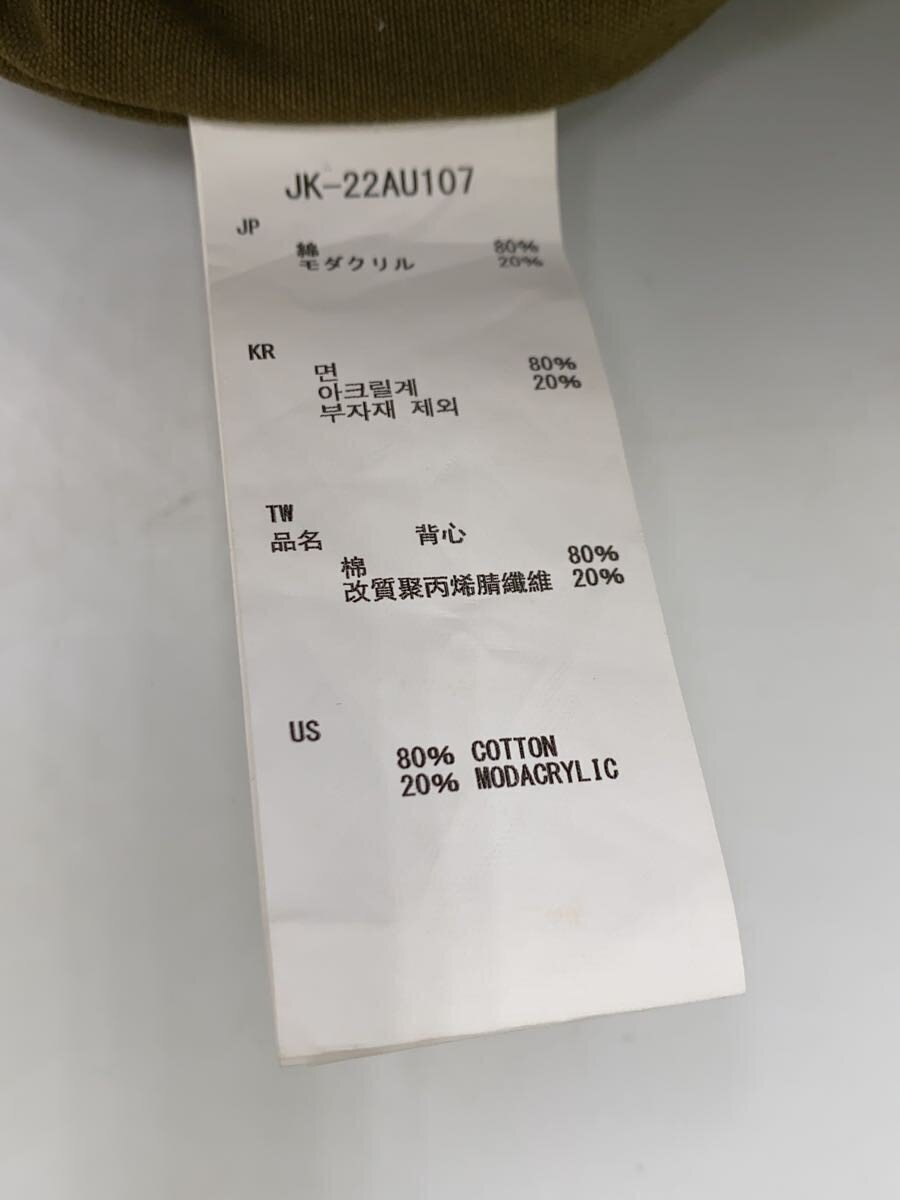 JK-22AU107
JP
綿 80%
モダクリル 20%
KR
면 80%
아크릴계 20%
부자재 제외
TW
品名 背心
棉 80%
改質聚丙烯腈纖維 20%
US
80% COTTON
20% MODACRYLIC